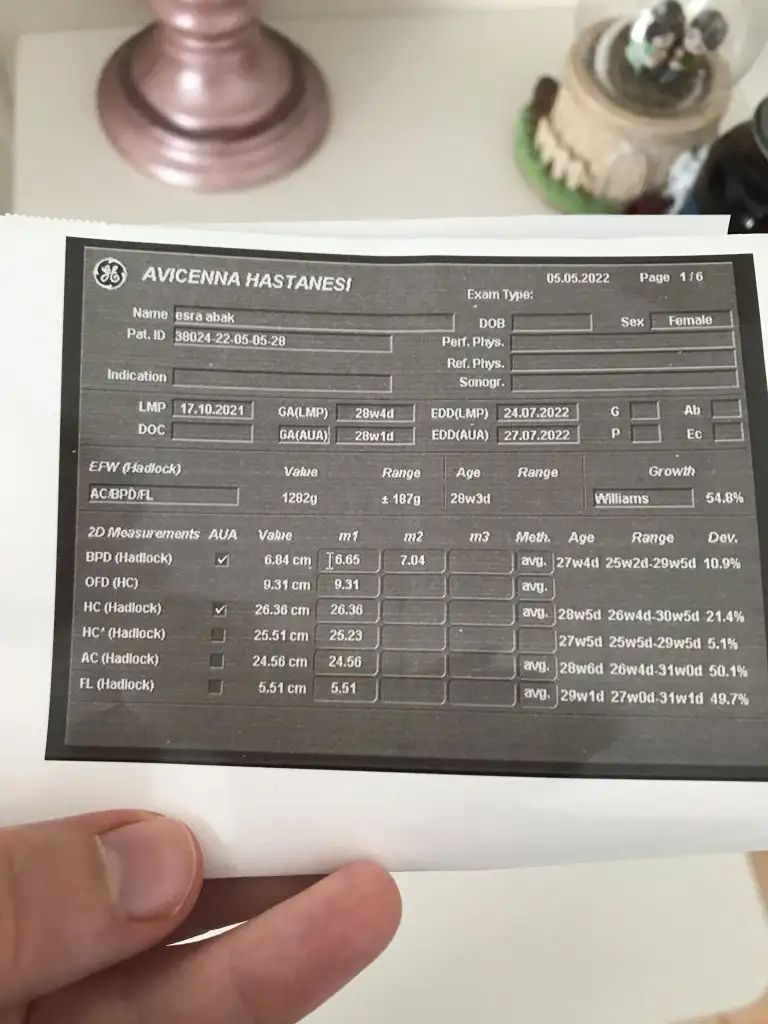 AVICENNA HASTANESI
05.05.2022 Page 1/6
Exam Type:
Name esra abak DOB Sex Female
Pat. ID 38024-22-05-05-28 Perf. Phys.
Ref. Phys.
Indication Sonogr.
LMP 17.10.2021 GA(LMP) 28w4d EDD(LMP) 24.07.2022 G Ab
DOC GA(AUA) 28w1d EDD(AUA) 27.07.2022 P Ec
EFW (Hadlock) Value Range Age Range Growth
AC/BPD/FL 1282g ± 187g 28w3d Williams 54.8%
2D Measurements AUA Value m1 m2 m3 Meth. Age Range Dev.
BPD (Hadlock) 6.84 cm 6.65 7.04 avg. 27w4d 25w2d-29w5d 10.9%
OFD (HC) 9.31 cm 9.31 avg.
HC (Hadlock) 26.36 cm 26.36 avg. 28w5d 26w4d-30w5d 21.4%
HC* (Hadlock) 25.51 cm 25.23 27w5d 25w5d-29w5d 5.1%
AC (Hadlock) 24.56 cm 24.56 avg. 28w6d 26w4d-31w0d 50.1%
FL (Hadlock) 5.51 cm 5.51 avg. 29w1d 27w0d-31w1d 49.7%